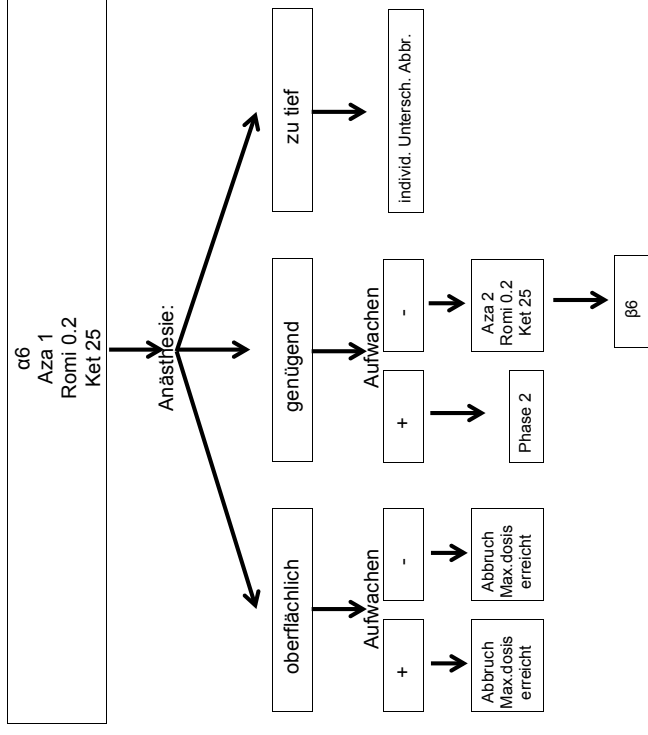 α6
Aza 1
Romi 0.2
Ket 25
Anästhesie:
oberflächlich
genügend
zu tief
Aufwachen
Aufwachen
individ. Untersch. Abbr.
+
-
+
-
Abbruch
Max.dosis
erreicht
Abbruch
Max.dosis
erreicht
Phase 2
Aza 2
Romi 0.2
Ket 25
β6